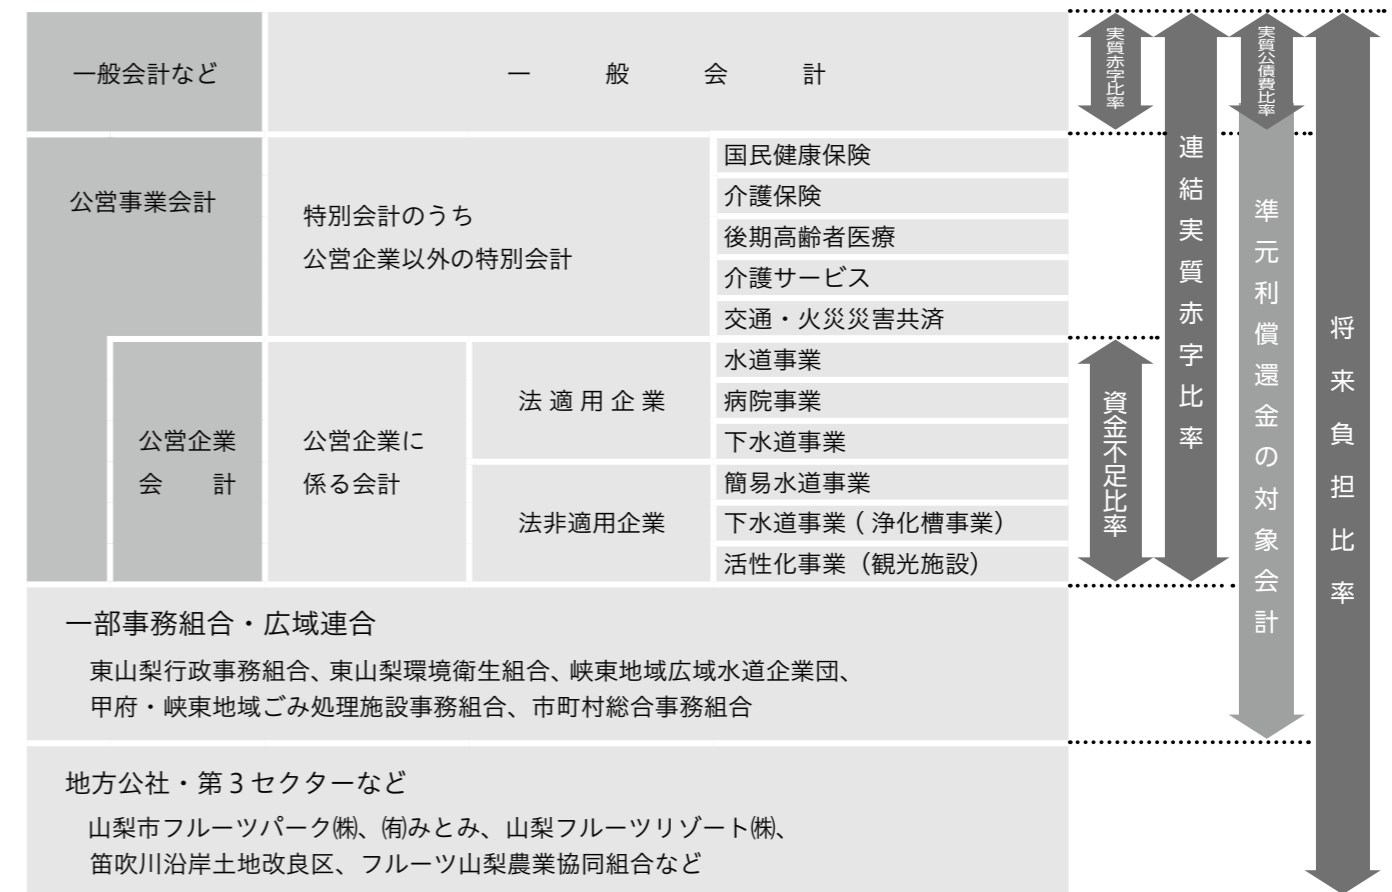 一般会計など
一般会計
公営事業会計
特別会計のうち
公営企業以外の特別会計
国民健康保険
介護保険
後期高齢者医療
介護サービス
交通・火災災害共済
公営企業
会計
公営企業に
係る会計
法適用企業
水道事業
病院事業
下水道事業
法非適用企業
簡易水道事業
下水道事業(浄化槽事業)
活性化事業(観光施設)
一部事務組合・広域連合
東山梨行政事務組合、東山梨環境衛生組合、峡東地域広域水道企業団、
甲府・峡東地域ごみ処理施設事務組合、市町村総合事務組合
地方公社・第3セクターなど
山梨市フルーツパーク㈱、㈲みとみ、山梨フルーツリゾート㈱、
笛吹川沿岸土地改良区、フルーツ山梨農業協同組合など
実質赤字比率
資金不足比率
連結実質赤字比率
実質公債費比率
準元利償還金の対象会計
将来負担比率